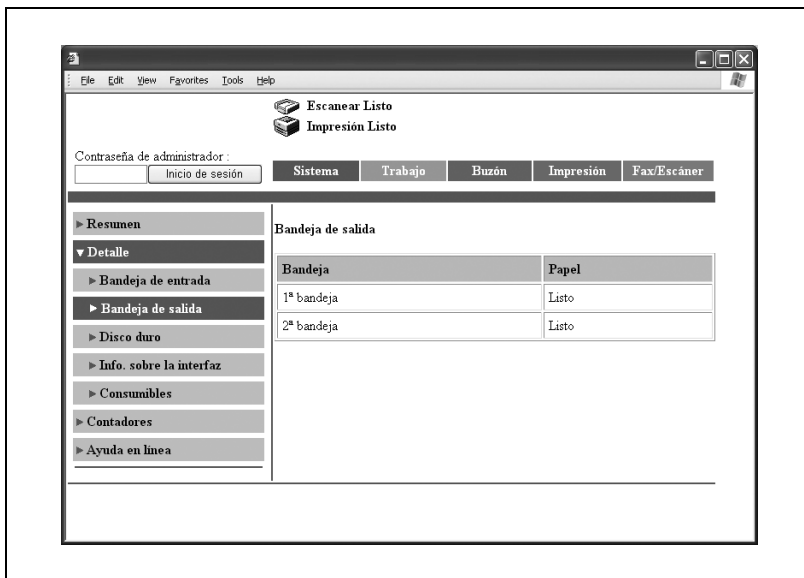 File Edit View Favorites Tools Help
Escanear Listo
Impresión Listo
Contraseña de administrador :
Inicio de sesión
Sistema Trabajo Buzón Impresión Fax/Escáner
Resumen
Detalle
Bandeja de entrada
Bandeja de salida
Disco duro
Info. sobre la interfaz
Consumibles
Contadores
Ayuda en línea
Bandeja de salida
Bandeja Papel
1ª bandeja Listo
2ª bandeja Listo